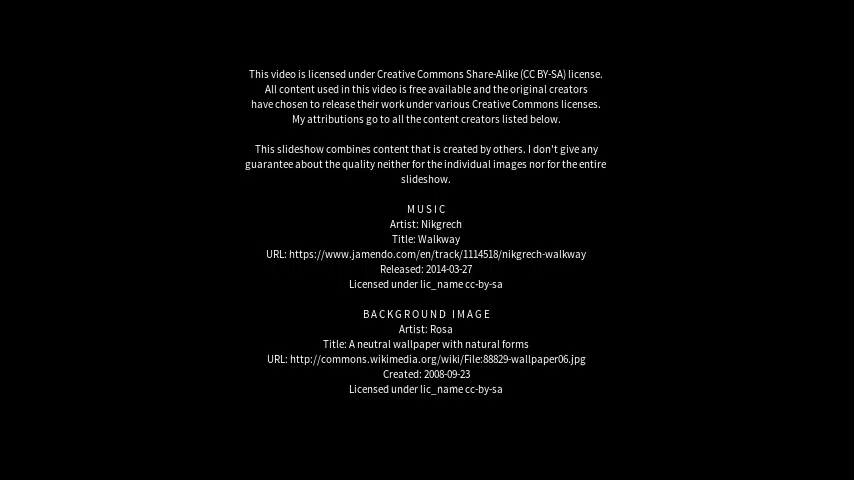 This video is licensed under Creative Commons Share-Alike (CC BY-SA) license.
All content used in this video is free available and the original creators
have chosen to release their work under various Creative Commons licenses.
My attributions go to all the content creators listed below.
This slideshow combines content that is created by others. I don't give any
guarantee about the quality neither for the individual images nor for the entire
slideshow.
MUSIC
Artist: Nikgrech
Title: Walkway
URL: https://www.jamendo.com/en/track/1114518/nikgrech-walkway
Released: 2014-03-27
Licensed under lic_name cc-by-sa
BACKGROUND IMAGE
Artist: Rosa
Title: A neutral wallpaper with natural forms
URL: http://commons.wikimedia.org/wiki/File:88829-wallpaper06.jpg
Created: 2008-09-23
Licensed under lic_name cc-by-sa